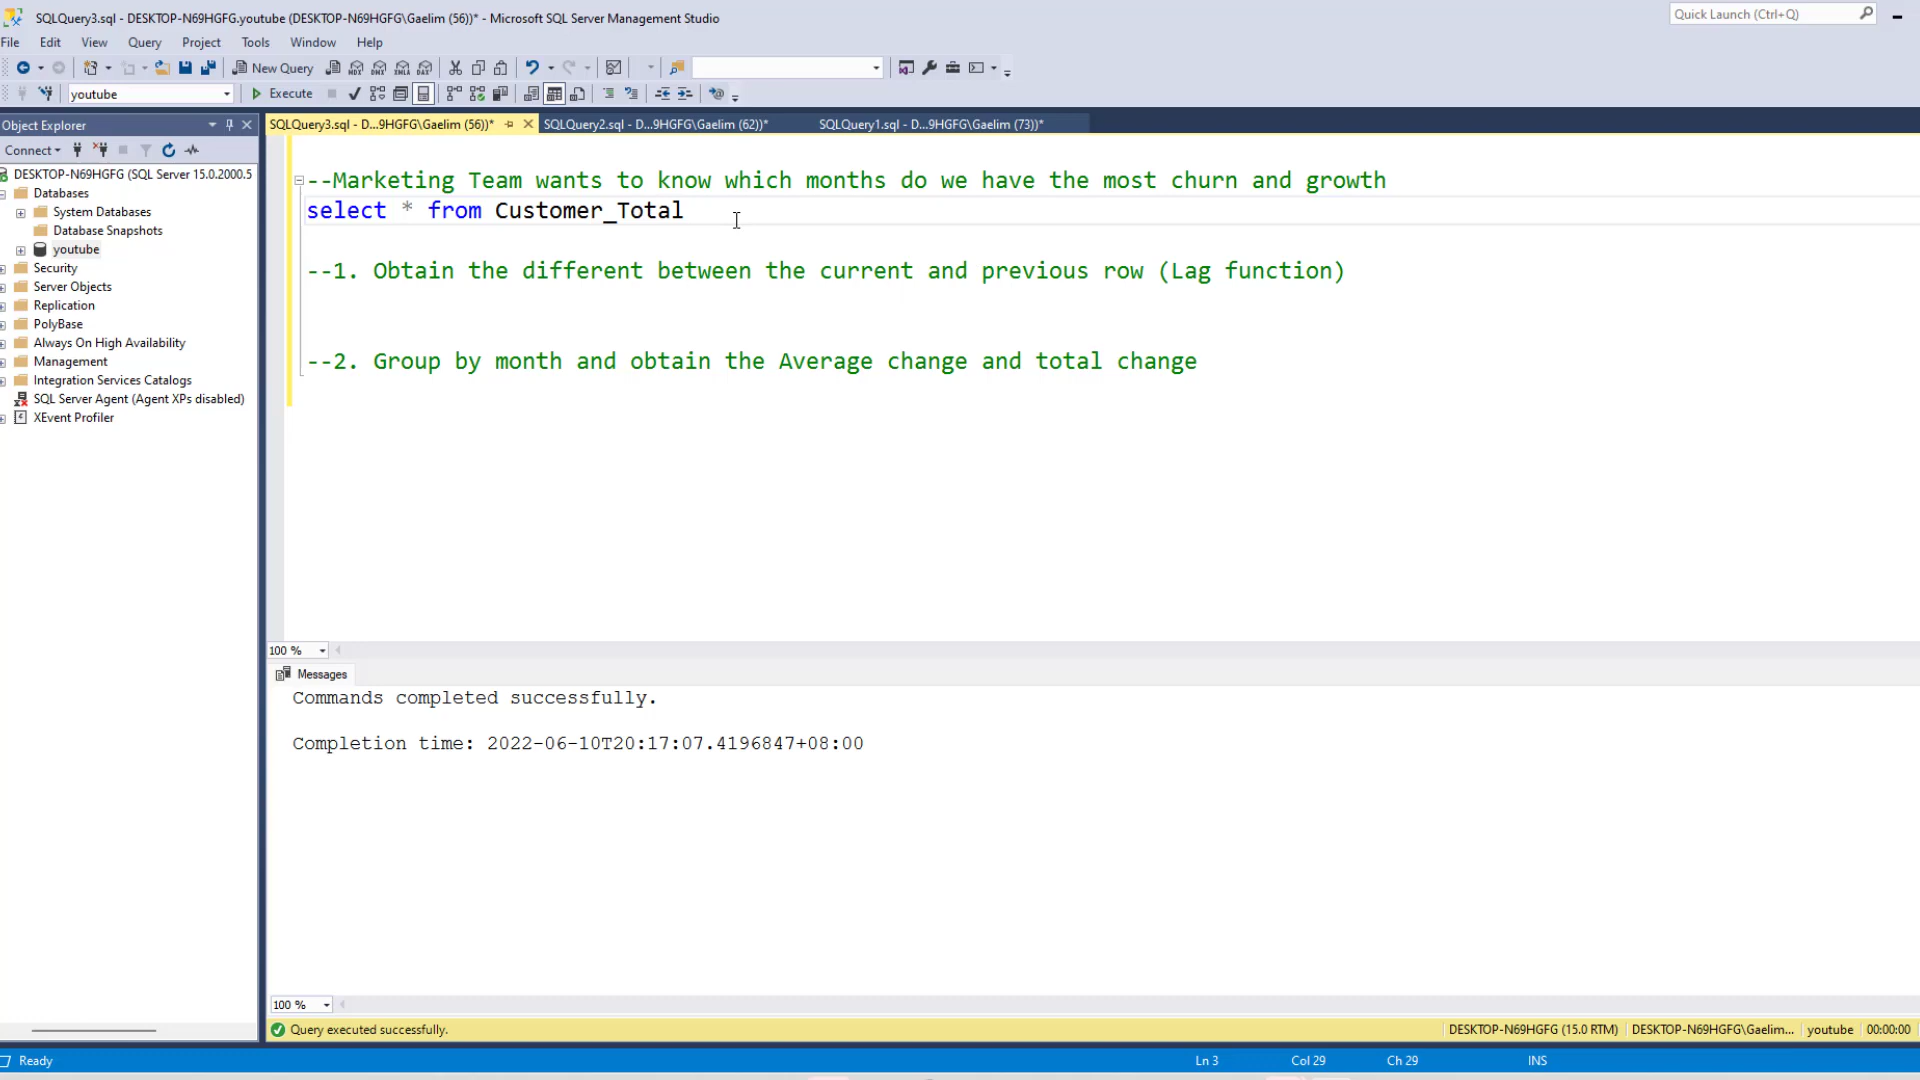 SQLQuery3.sql - DESKTOP-N69HGFG.youtube (DESKTOP-N69HGFG\Gaelim (56))* - Microsoft SQL Server Management Studio
Quick Launch (Ctrl+Q)
File Edit View Query Project Tools Window Help
New Query
youtube Execute
Object Explorer
SQLQuery3.sql - D...9HGFG\Gaelim (56))* SQLQuery2.sql - D...9HGFG\Gaelim (62))* SQLQuery1.sql - D...9HGFG\Gaelim (73))*
Connect
DESKTOP-N69HGFG (SQL Server 15.0.2000.5
Databases
System Databases
Database Snapshots
youtube
Security
Server Objects
Replication
PolyBase
Always On High Availability
Management
Integration Services Catalogs
SQL Server Agent (Agent XPs disabled)
XEvent Profiler
--Marketing Team wants to know which months do we have the most churn and growth
select * from Customer_Total
--1. Obtain the different between the current and previous row (Lag function)
--2. Group by month and obtain the Average change and total change
100 %
Messages
Commands completed successfully.
Completion time: 2022-06-10T20:17:07.4196847+08:00
100 %
Query executed successfully. DESKTOP-N69HGFG (15.0 RTM) DESKTOP-N69HGFG\Gaelim... youtube 00:00:00
Ready Ln 3 Col 29 Ch 29 INS